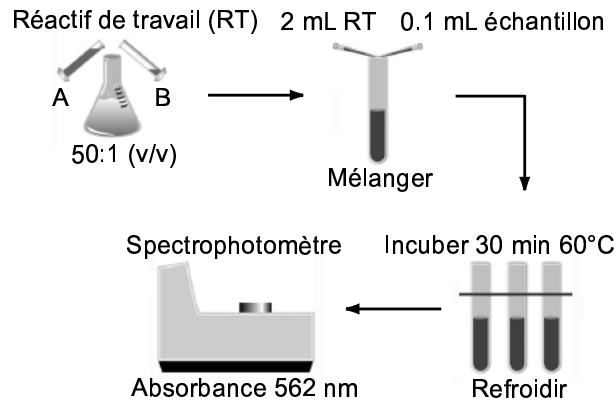 Réactif de travail (RT)
2 mL RT
0.1 mL échantillon
A
B
50:1 (v/v)
Mélanger
Spectrophotomètre
Incuber 30 min 60°C
Absorbance 562 nm
Refroidir